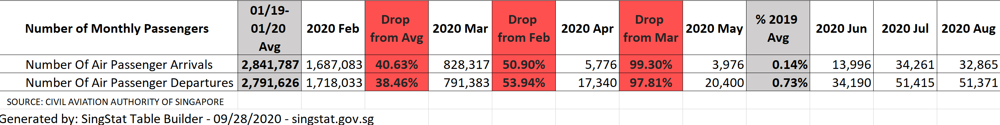 Number of Monthly Passengers 01/19-01/20 Avg 2020 Feb Drop from Avg 2020 Mar Drop from Feb 2020 Apr Drop from Mar 2020 May % 2019 Avg 2020 Jun 2020 Jul 2020 Aug
Number Of Air Passenger Arrivals 2,841,787 1,687,083 40.63% 828,317 50.90% 5,776 99.30% 3,976 0.14% 13,996 34,261 32,865
Number Of Air Passenger Departures 2,791,626 1,718,033 38.46% 791,383 53.94% 17,340 97.81% 20,400 0.73% 34,190 51,415 51,371
SOURCE: CIVIL AVIATION AUTHORITY OF SINGAPORE
Generated by: SingStat Table Builder - 09/28/2020 - singstat.gov.sg